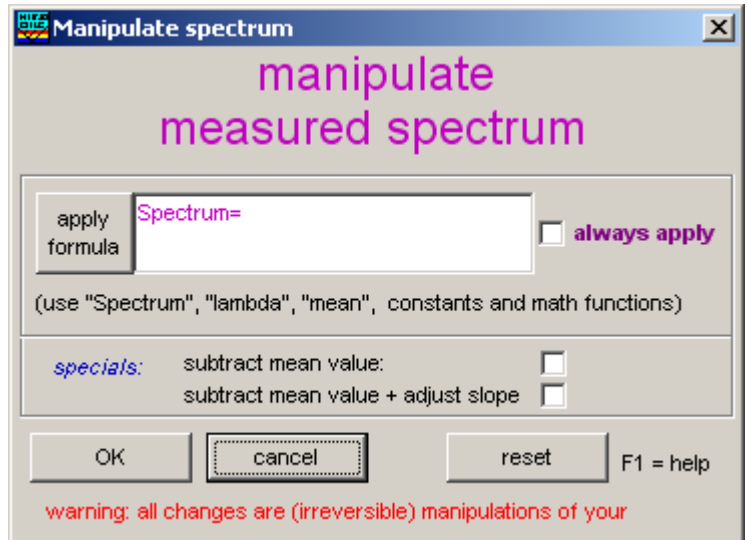 Manipulate spectrum
manipulate
measured spectrum
apply
formula
Spectrum=
always apply
(use "Spectrum", "lambda", "mean", constants and math functions)
specials:
subtract mean value:
subtract mean value + adjust slope
OK
cancel
reset
F1 = help
warning: all changes are (irreversible) manipulations of your